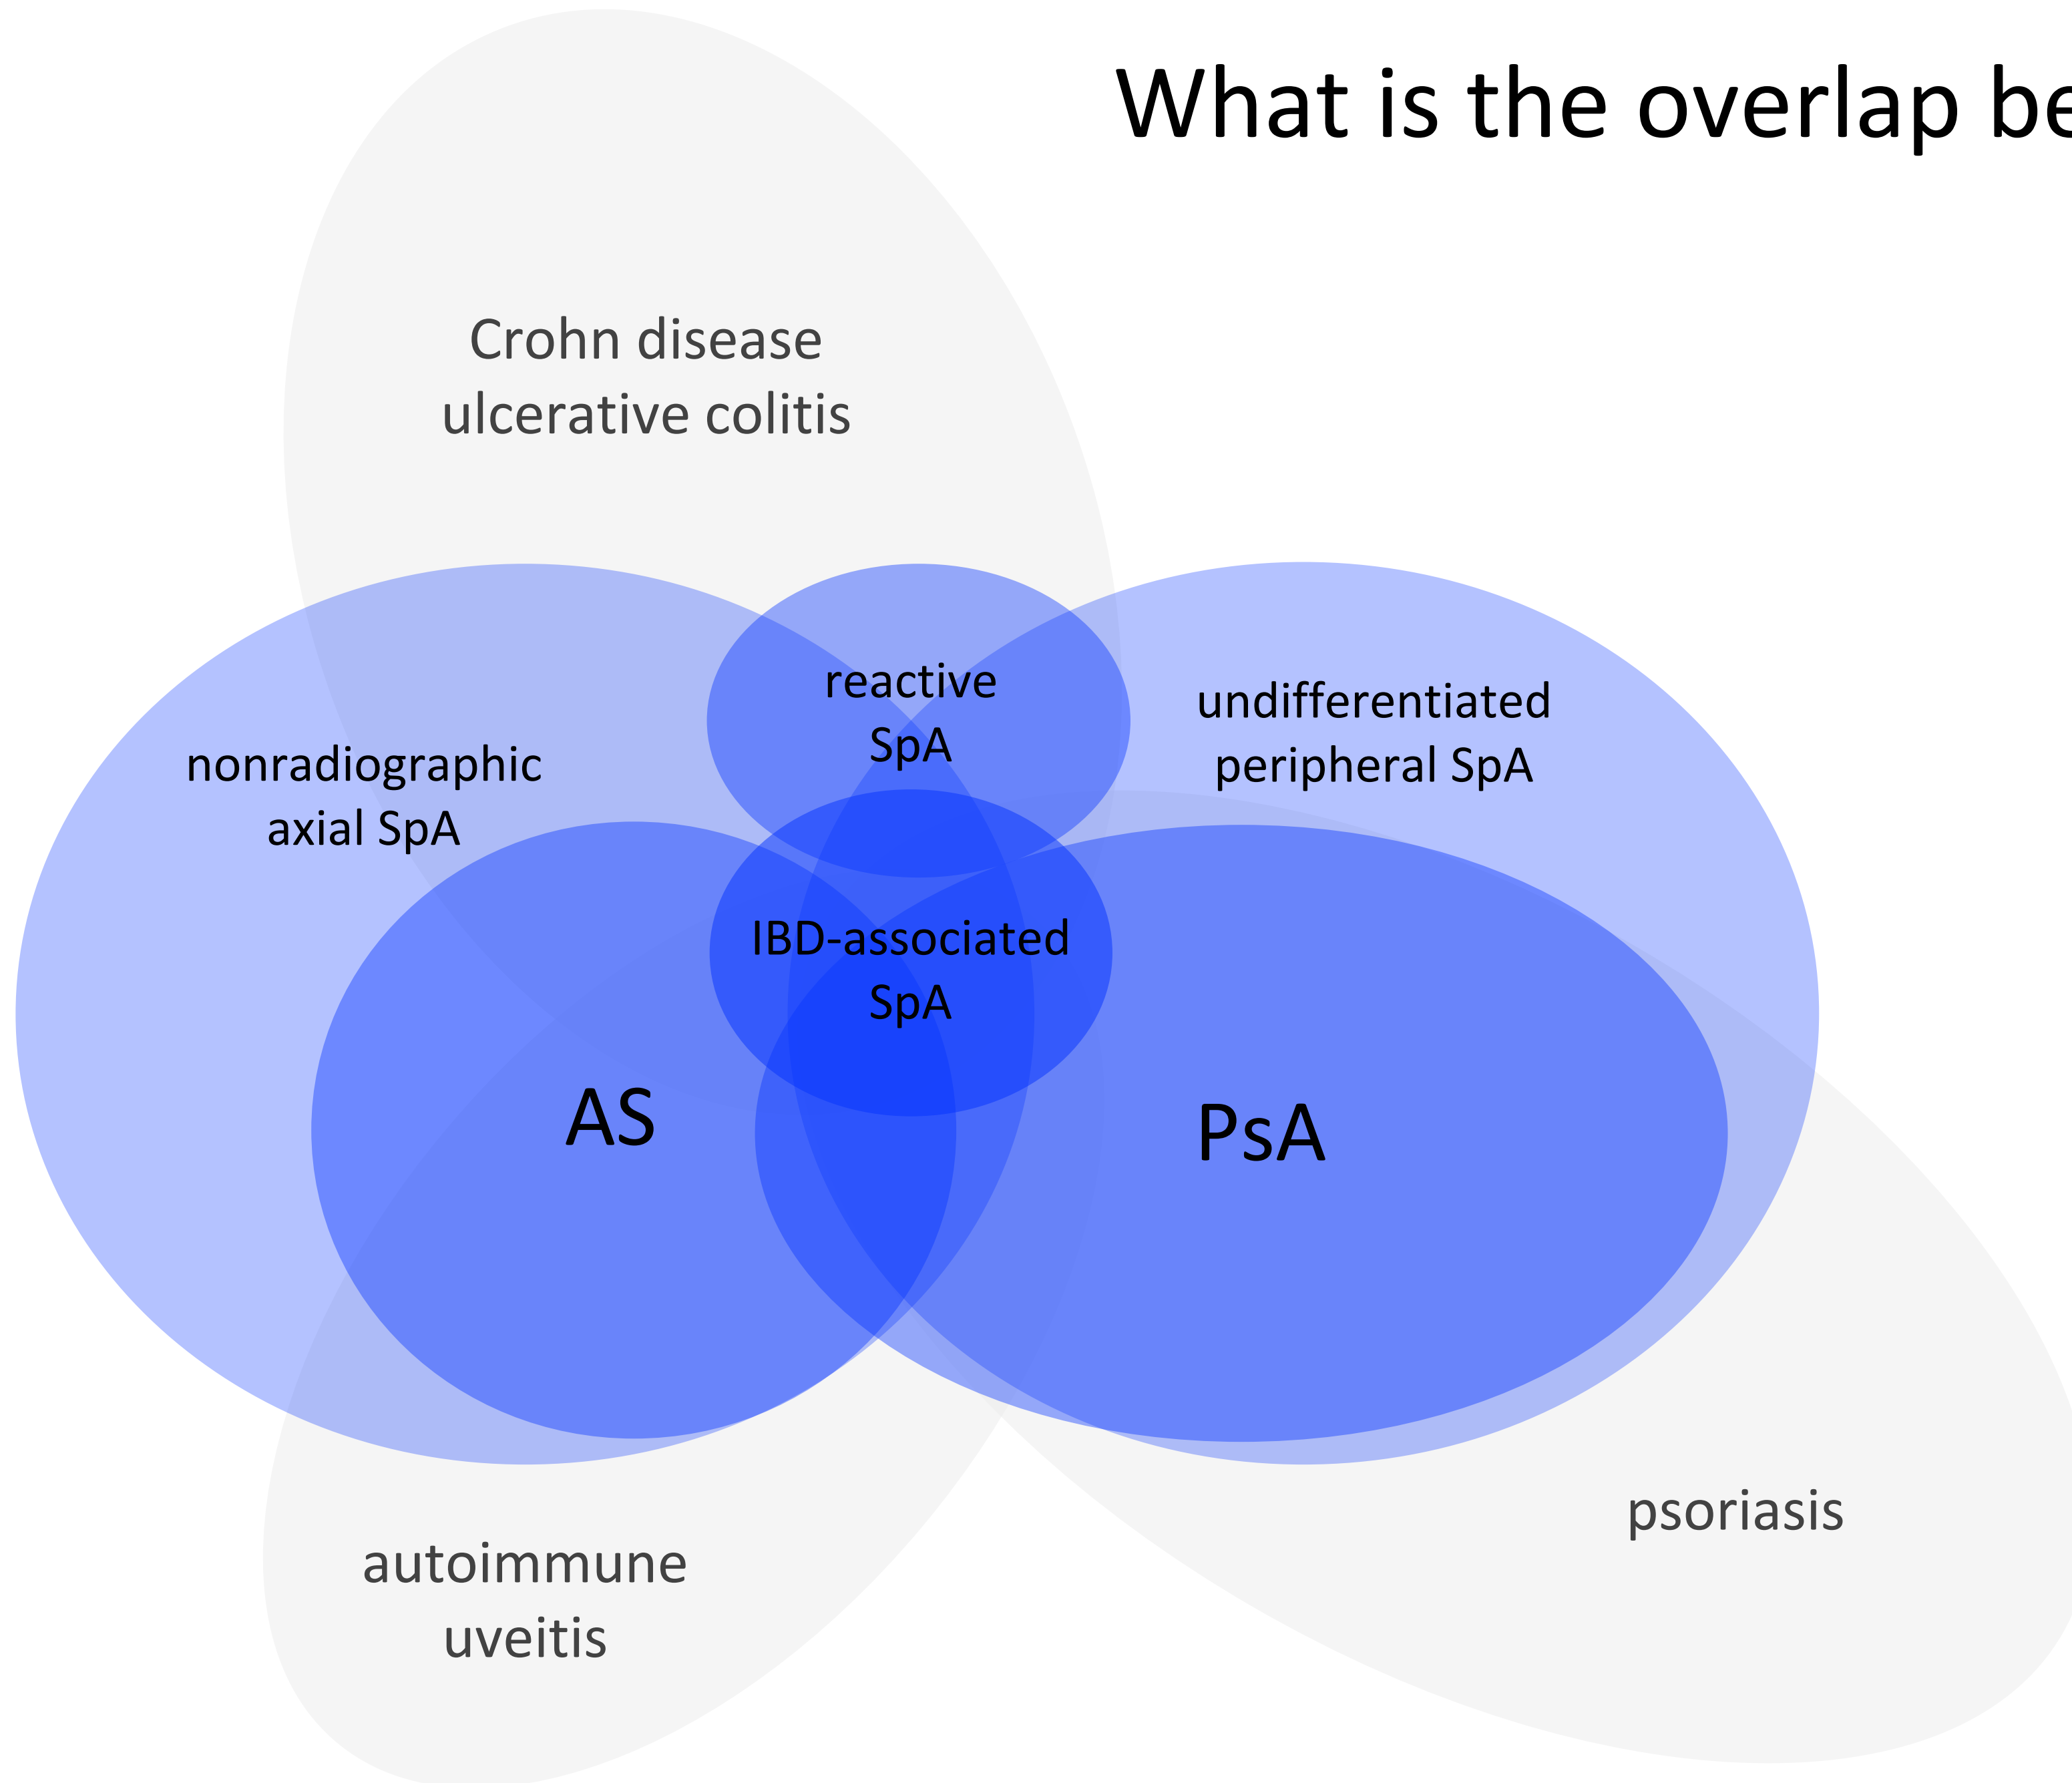 What is the overlap be
Crohn disease
ulcerative colitis
reactive
SpA
undifferentiated
peripheral SpA
nonradiographic
axial SpA
IBD-associated
SpA
AS
PsA
psoriasis
autoimmune
uveitis